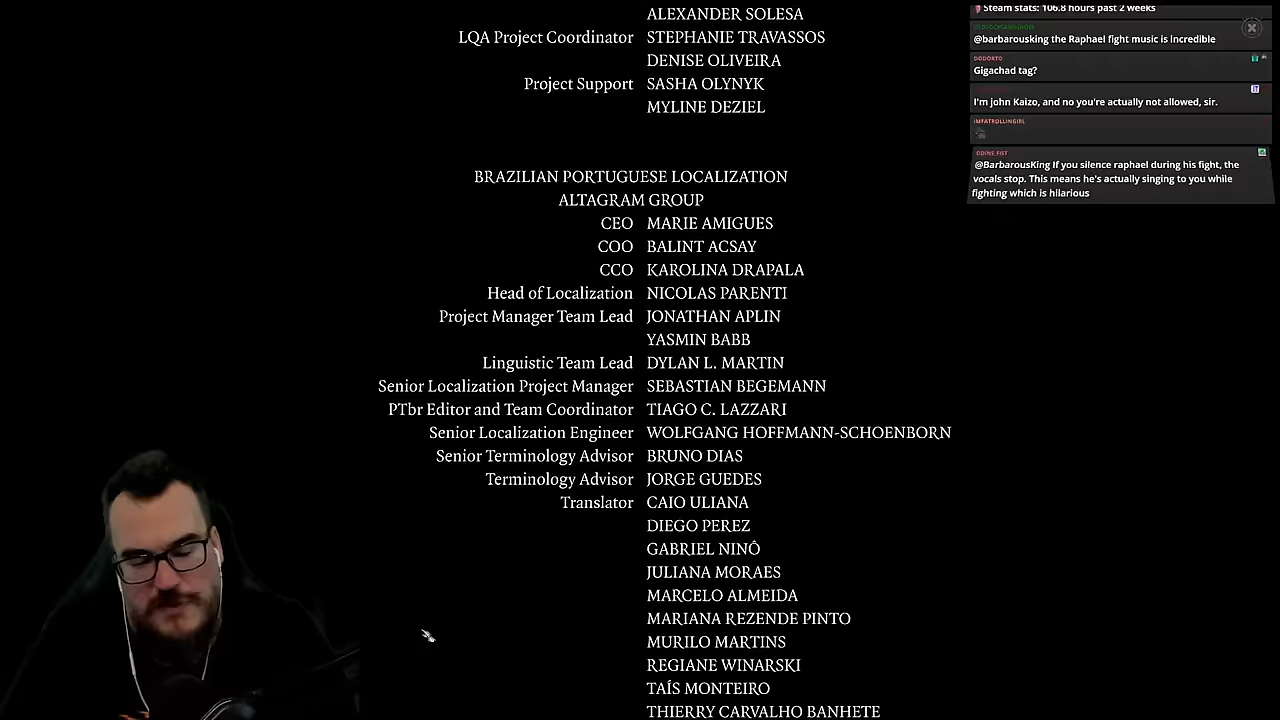 ALEXANDER SOLESA
LQA Project Coordinator STEPHANIE TRAVASSOS
DENISE OLIVEIRA
Project Support SASHA OLYNYK
MYLINE DEZIEL
BRAZILIAN PORTUGUESE LOCALIZATION
ALTAGRAM GROUP
CEO MARIE AMIGUES
COO BALINT ACSAY
CCO KAROLINA DRAPALA
Head of Localization NICOLAS PARENTI
Project Manager Team Lead JONATHAN APLIN
YASMIN BABB
Linguistic Team Lead DYLAN L. MARTIN
Senior Localization Project Manager SEBASTIAN BEGEMANN
PTbr Editor and Team Coordinator TIAGO C. LAZZARI
Senior Localization Engineer WOLFGANG HOFFMANN-SCHOENBORN
Senior Terminology Advisor BRUNO DIAS
Terminology Advisor JORGE GUEDES
Translator CAIO ULIANA
DIEGO PEREZ
GABRIEL NINÔ
JULIANA MORAES
MARCELO ALMEIDA
MARIANA REZENDE PINTO
MURILO MARTINS
REGIANE WINARSKI
TAÍS MONTEIRO
THIERRY CARVALHO BANHETE
Steam stats: 106.8 hours past 2 weeks
@barbarousking the Raphael fight music is incredible
DODORTO
Gigachad tag?
I'm john Kaizo, and no you're actually not allowed, sir.
IMFATROLLINGIRL
ODINS_FIST
@BarbarousKing If you silence raphael during his fight, the
vocals stop. This means he's actually singing to you while
fighting which is hilarious